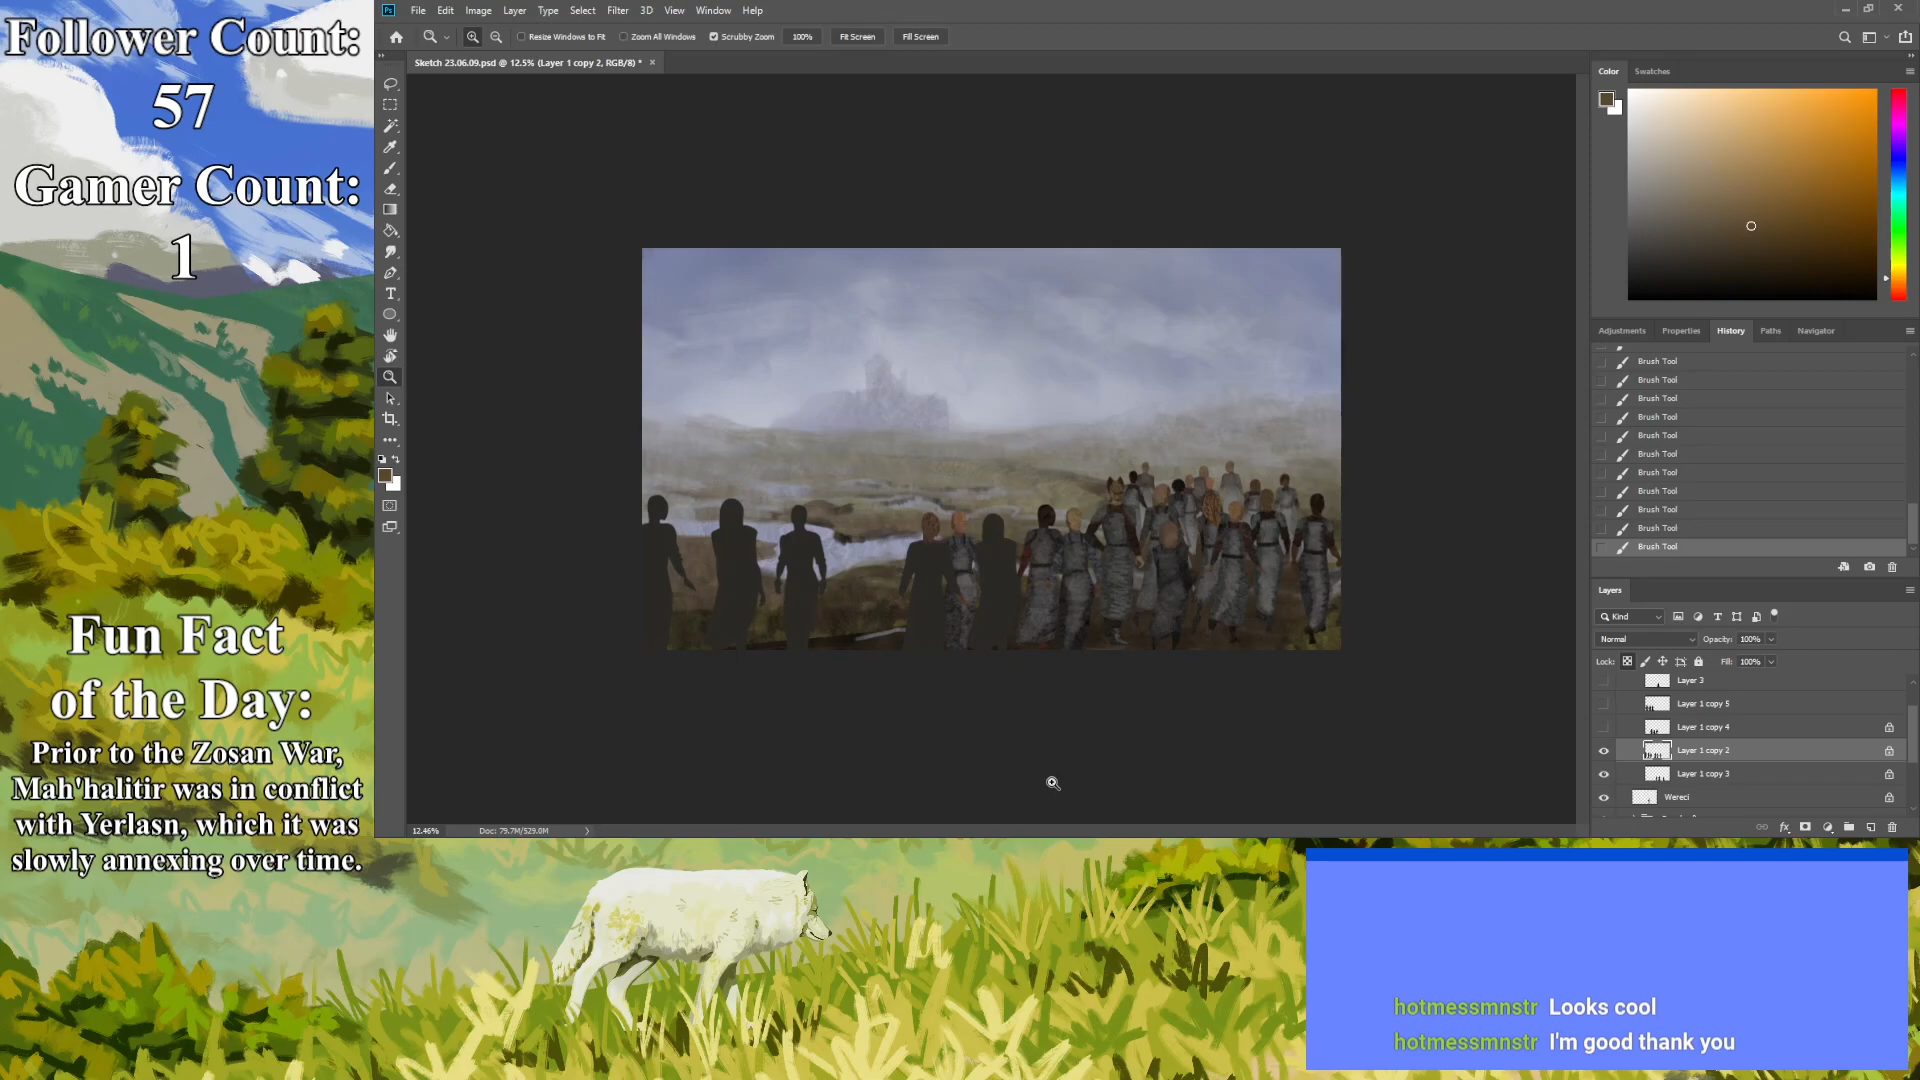 Follower Count:
57
Gamer Count:
1
Fun Fact
of the Day:
Prior to the Zosan War,
Mah'halitir was in conflict
with Yerlasn, which it was
slowly annexing over time.
Ps File Edit Image Layer Type Select Filter 3D View Window Help
Resize Windows to Fit Zoom All Windows Scrubby Zoom 100% Fit Screen Fill Screen
Sketch 23.06.09.psd @ 12.5% (Layer 1 copy 2, RGB/8) *
12.46% Doc: 79.7M/529.0M
Color Swatches
Adjustments Properties History Paths Navigator
Brush Tool
Brush Tool
Brush Tool
Brush Tool
Brush Tool
Brush Tool
Brush Tool
Brush Tool
Brush Tool
Brush Tool
Brush Tool
Layers
Kind
Normal Opacity: 100%
Lock: Fill: 100%
Layer 3
Layer 1 copy 5
Layer 1 copy 4
Layer 1 copy 2
Layer 1 copy 3
Wereci
hotmessmnstr Looks cool
hotmessmnstr I'm good thank you